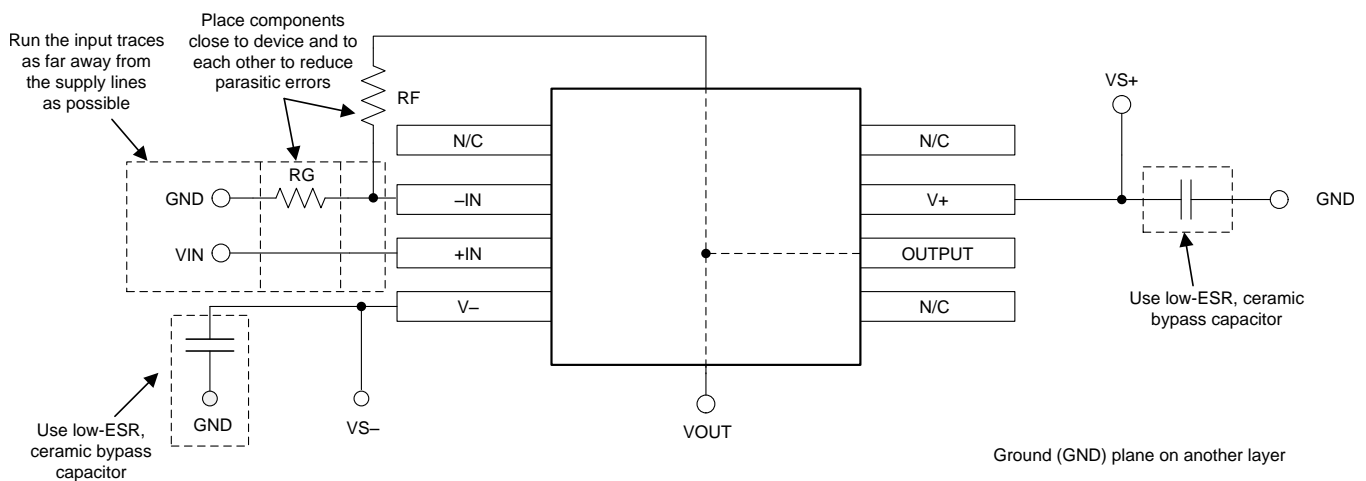 Place components
close to device and to
each other to reduce
parasitic errors
Run the input traces
as far away from
the supply lines
as possible
RF
VS+
N/C
N/C
RG
GND
–IN
V+
GND
VIN
+IN
OUTPUT
V–
N/C
Use low-ESR, ceramic
bypass capacitor
GND
VS–
VOUT
Use low-ESR,
ceramic bypass
capacitor
Ground (GND) plane on another layer